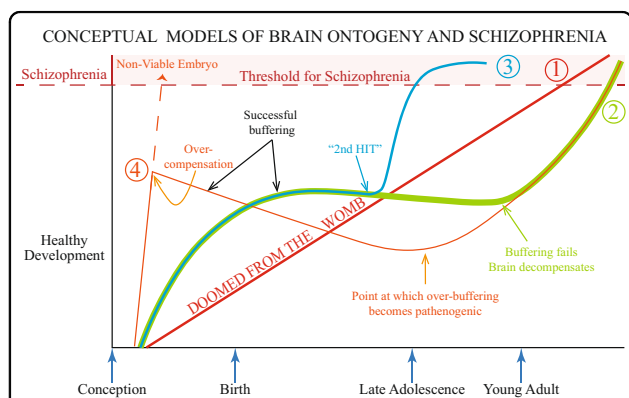 CONCEPTUAL MODELS OF BRAIN ONTOGENY AND SCHIZOPHRENIA
Schizophrenia
Non-Viable Embryo
Threshold for Schizophrenia
3
1
2
Successful
buffering
Over-
compensation
4
"2nd HIT"
DOOMED FROM THE WOMB
Healthy
Development
Buffering fails
Brain decompensates
Point at which over-buffering
becomes pathenogenic
Conception
Birth
Late Adolescence
Young Adult